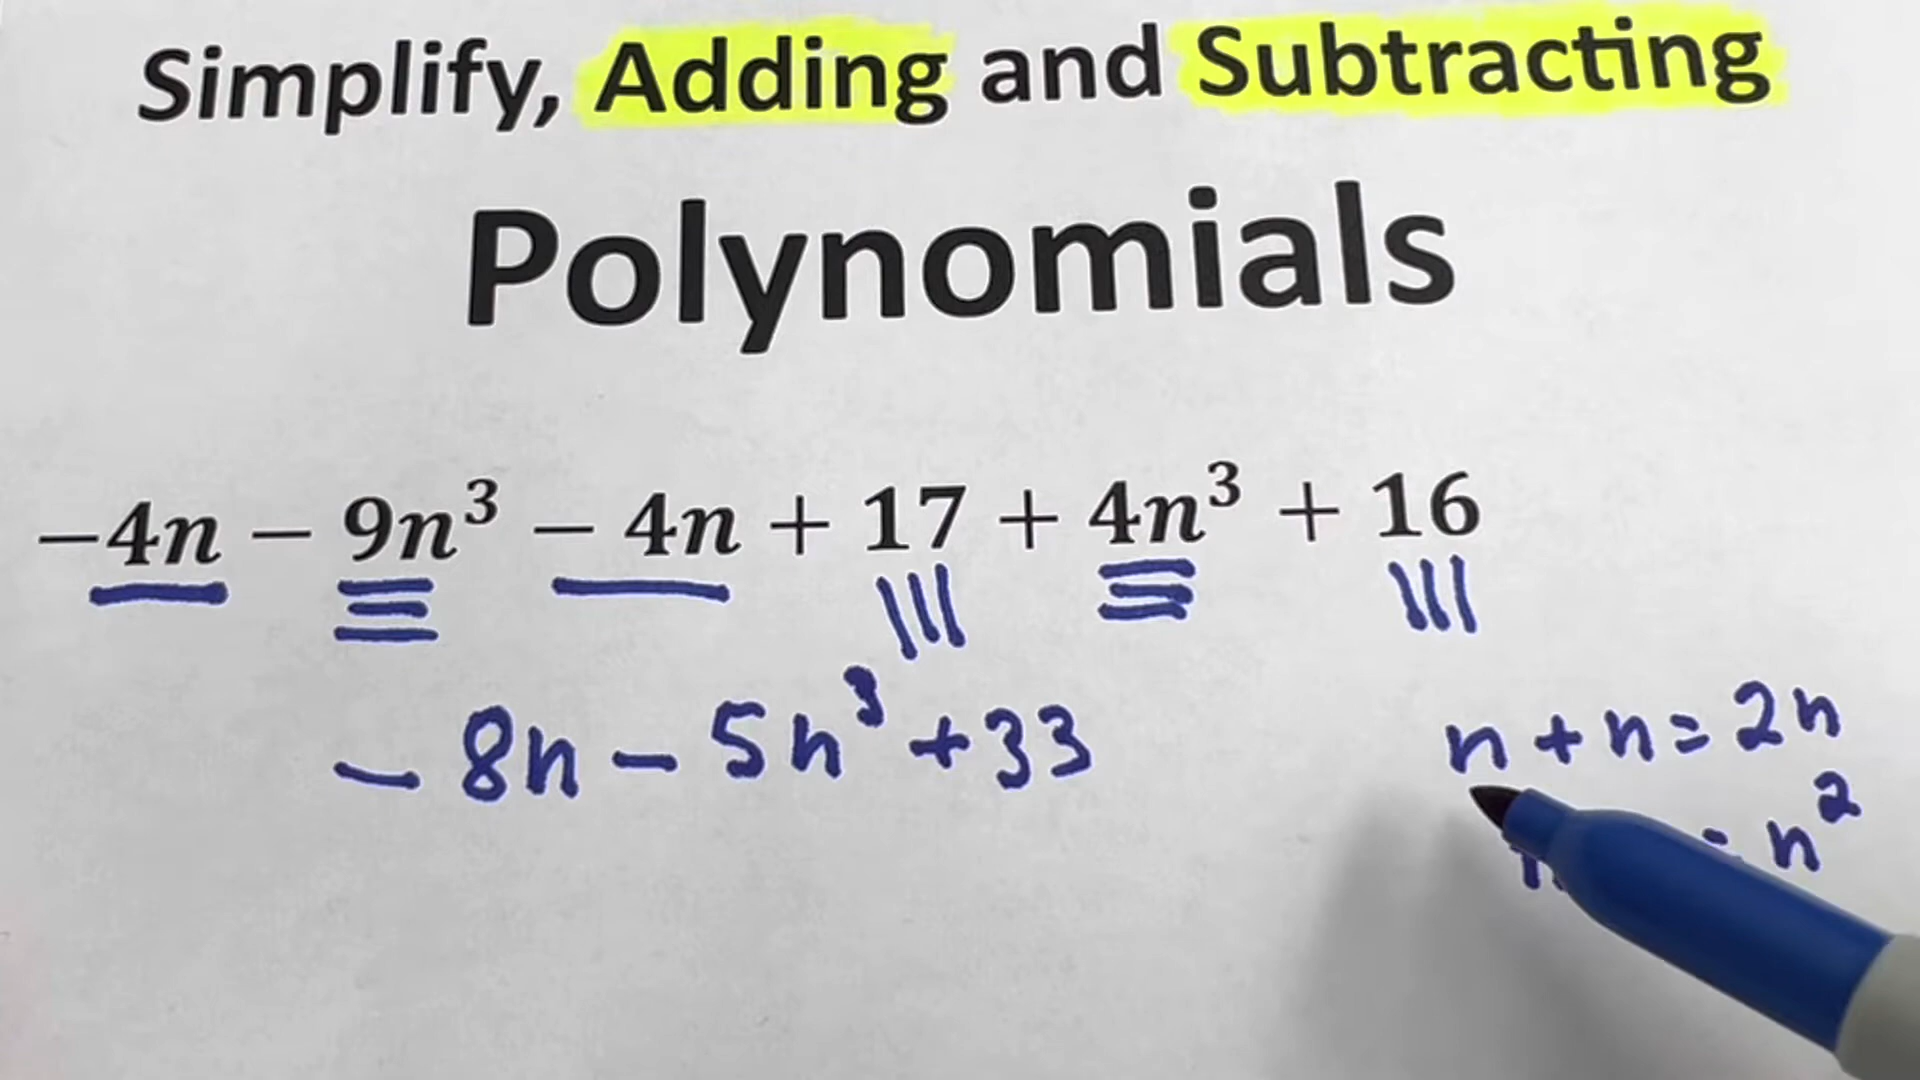 Simplify, Adding and Subtracting
Polynomials
−4n − 9n³ − 4n + 17 + 4n³ + 16
− 8n − 5n³ + 33
n + n = 2n
= n²